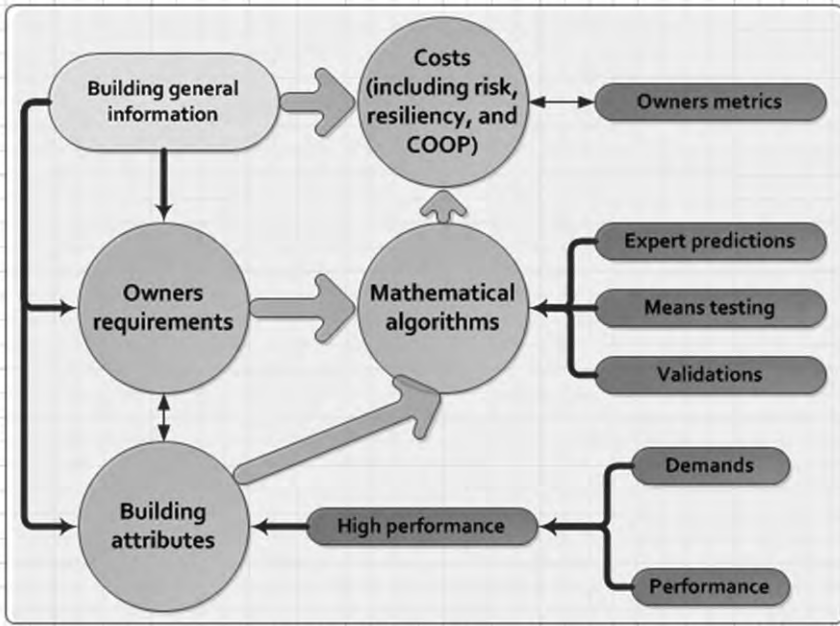 Building general
information
Costs
(including risk,
resiliency, and
COOP)
Owners metrics
Owners
requirements
Mathematical
algorithms
Expert predictions
Means testing
Validations
Building
attributes
High performance
Demands
Performance